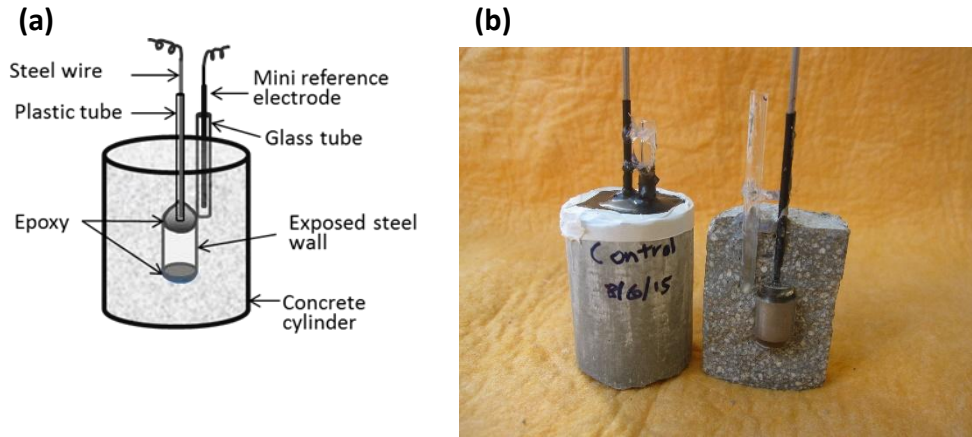 (a)
Steel wire
Plastic tube
Mini reference
electrode
Glass tube
Epoxy
Exposed steel
wall
Concrete
cylinder
(b)
Control
8/6/15